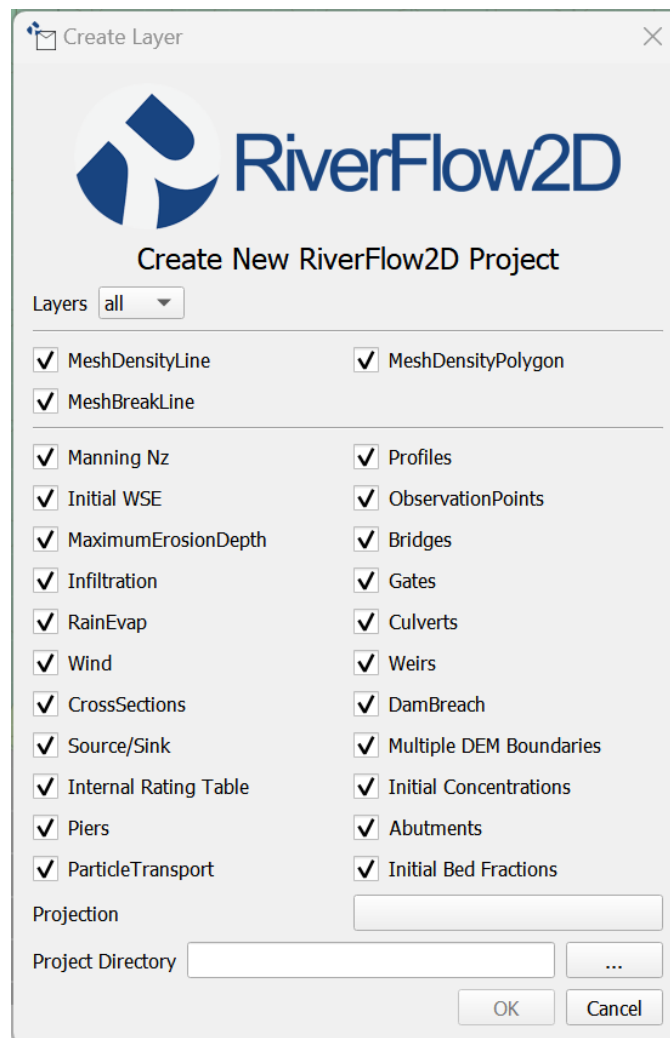 Create Layer
RiverFlow2D
Create New RiverFlow2D Project
Layers all
MeshDensityLine MeshDensityPolygon
MeshBreakLine
Manning Nz Profiles
Initial WSE ObservationPoints
MaximumErosionDepth Bridges
Infiltration Gates
RainEvap Culverts
Wind Weirs
CrossSections DamBreach
Source/Sink Multiple DEM Boundaries
Internal Rating Table Initial Concentrations
Piers Abutments
ParticleTransport Initial Bed Fractions
Projection
Project Directory ...
OK Cancel